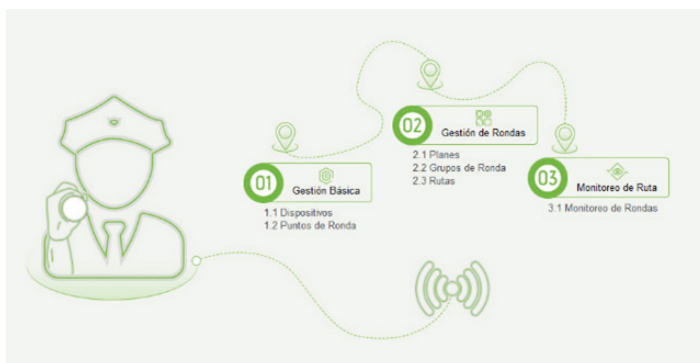 01
Gestión Básica
1.1 Dispositivos
1.2 Puntos de Ronda
02
Gestión de Rondas
2.1 Planes
2.2 Grupos de Ronda
2.3 Rutas
03
Monitoreo de Ruta
3.1 Monitoreo de Rondas